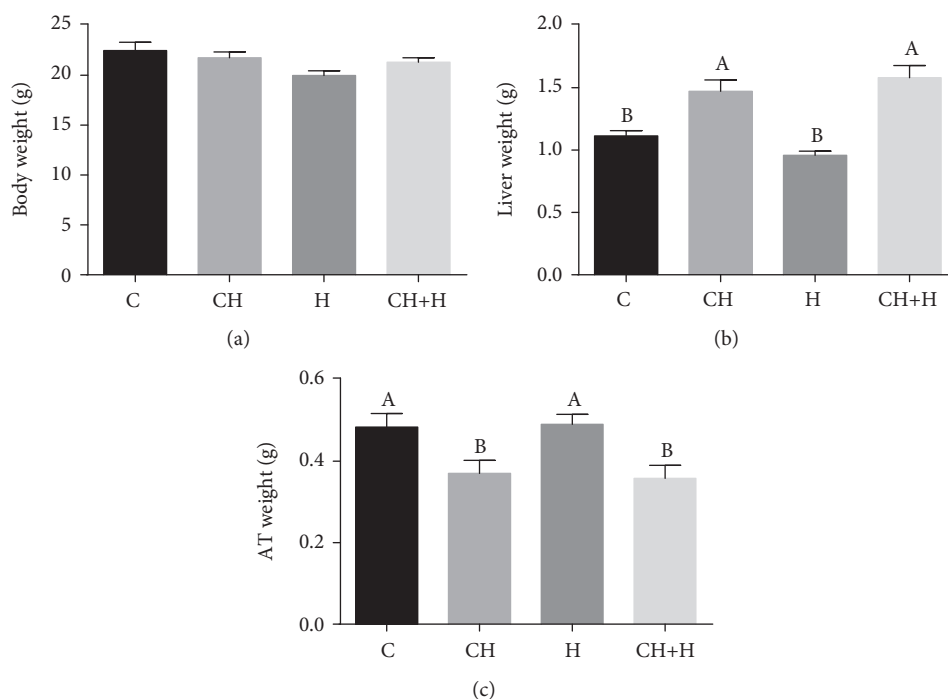 Body weight (g)
25
20
15
10
5
0
C CH H CH+H
(a)
Liver weight (g)
2.0
1.5
1.0
0.5
0.0
B A B A
C CH H CH+H
(b)
AT weight (g)
0.6
0.4
0.2
0.0
A B A B
C CH H CH+H
(c)